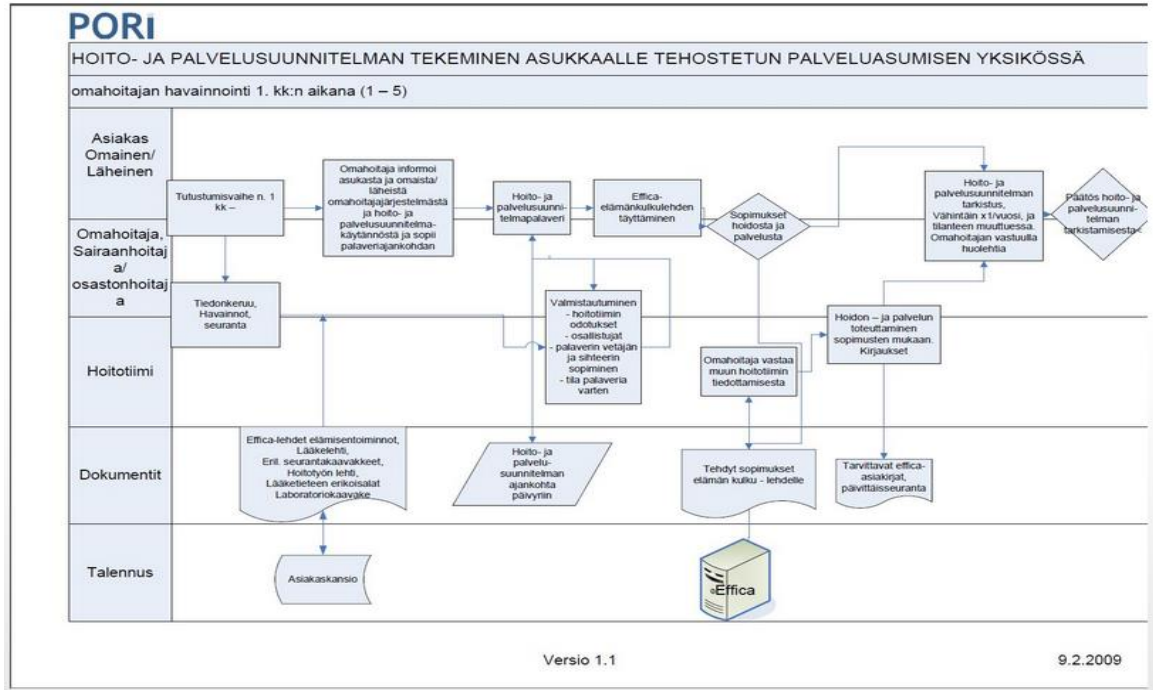 PORI
HOITO- JA PALVELUSUUNNITELMAN TEKEMINEN ASUKKAALLE TEHOSTETUN PALVELUASUMISEN YKSIKÖSSÄ
omahoitajan havainnointi 1. kk:n aikana (1 – 5)
Asiakas
Omainen/
Läheinen
Tutustumisvaihe n. 1
kk –
Omahoitaja informoi
asukasta ja omaista/
läheistä
omahoitajajärjestelmästä
ja hoito- ja
palvelusuunnitelma-
käytännöstä ja sopii
palaveriajankohdan
Hoito- ja
palvelusuunni-
telmapalaveri
Effica-
elämänkulkulehden
täyttäminen
Sopimukset
hoidosta ja
palvelusta
Hoito- ja
palvelusuunnitelman
tarkistus,
Vähintäin x1/vuosi, ja
tilanteen muuttuessa.
Omahoitajan vastuulla
huolehtia
Päätös hoito- ja
palvelusuunni-
telman
tarkistamisesta<
Omahoitaja,
Sairaanhoitaj
a/
osastonhoitaj
a
Tiedonkeruu,
Havainnot,
seuranta
Valmistautuminen
- hoitotiimin
odotukset
- osallistujat
- palaverin vetäjän
ja sihteerin
sopiminen
- tila palaveria
varten
Hoidon – ja palvelun
toteuttaminen
sopimusten mukaan.
Kirjaukset
Hoitotiimi
Omahoitaja vastaa
muun hoitotiimin
tiedottamisesta
Dokumentit
Effica-lehdet elämisentoiminnot,
Lääkelehti,
Eril. seurantakaavakkeet,
Hoitotyön lehti,
Lääketieteen erikoisalat
Laboratoriokaavake
Hoito- ja
palvelu-
suunnitelman
ajankohta
päivyriin
Tehdyt sopimukset
elämän kulku - lehdelle
Tarvittavat effica-
asiakirjat,
päivittäisseuranta
Talennus
Asiakaskansio
Effica
Versio 1.1
9.2.2009